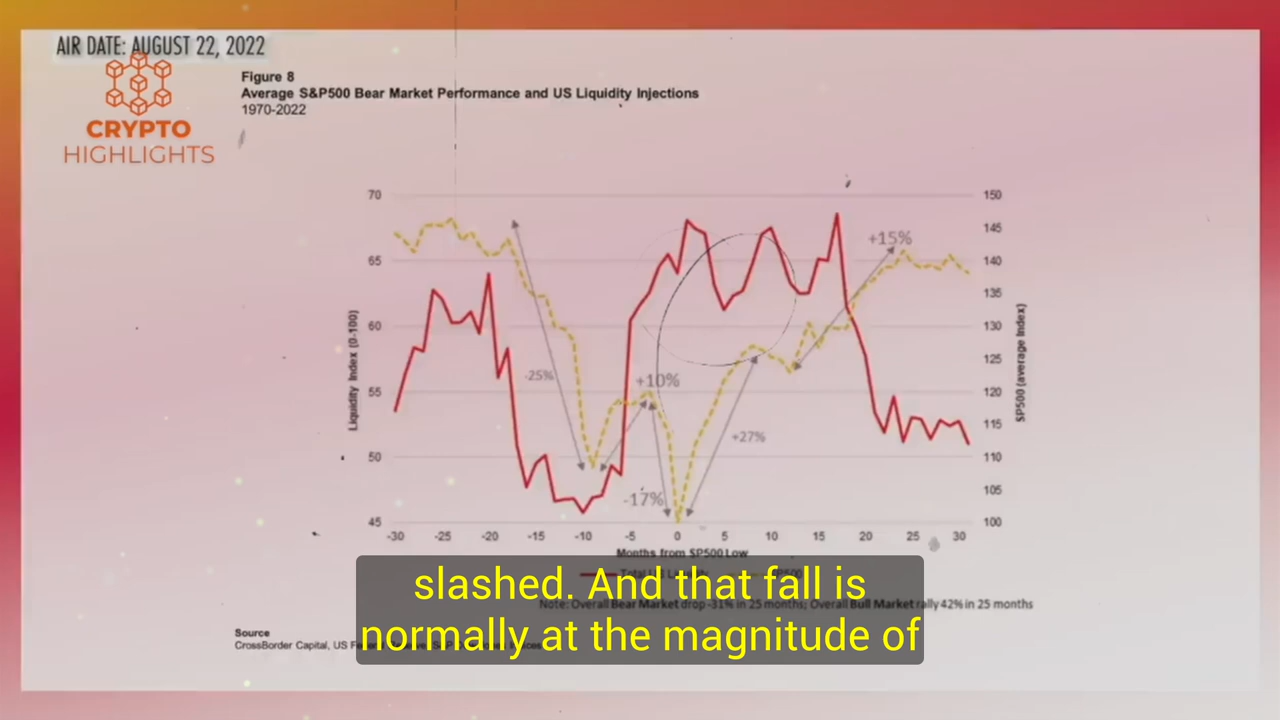 AIR DATE: AUGUST 22, 2022
CRYPTO
HIGHLIGHTS
Figure 8
Average S&P500 Bear Market Performance and US Liquidity Injections
1970-2022
70
65
60
55
50
45
Liquidity Index (0-100)
150
145
140
135
130
125
120
115
110
105
100
SP500 (average Index)
-25%
+10%
-17%
+27%
+15%
-30 -25 -20 -15 -10 -5 0 5 10 15 20 25 30
Months from SP500 Low
Note: Overall Bear Market drop -31% in 25 months; Overall Bull Market rally 42% in 25 months
slashed. And that fall is
normally at the magnitude of
Source
CrossBorder Capital, US